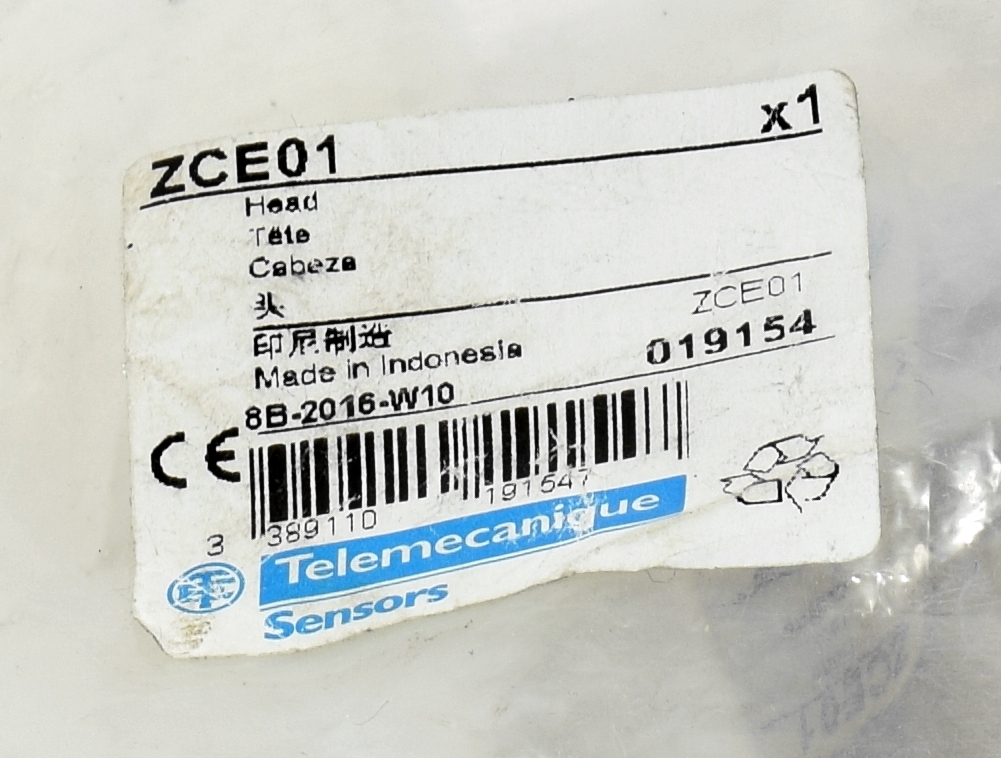 ZCE01 x1
Head
Tête
Cabeza
头
ZCE01
印尼制造
Made in Indonesia 019154
8B-2016-W10
CE
3 389110 191547
Telemecanique
Sensors